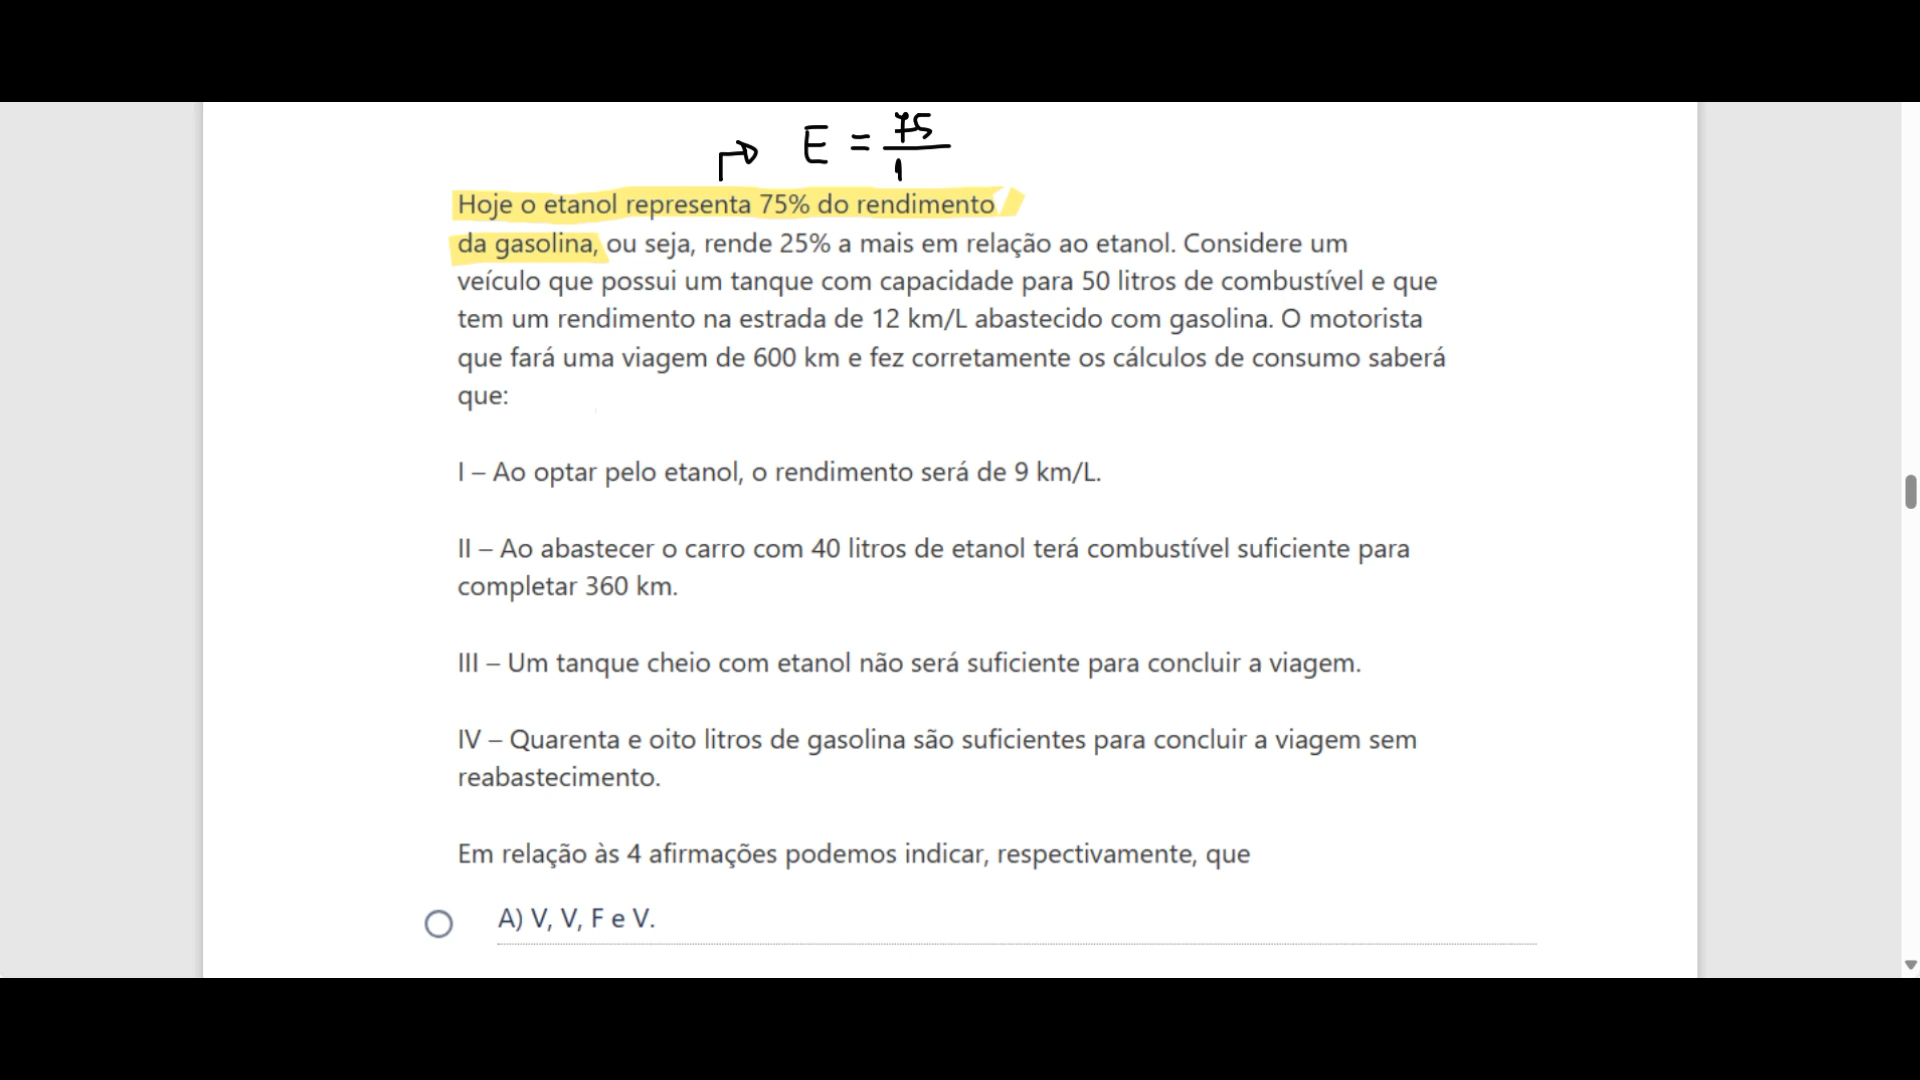 E = 75
1
Hoje o etanol representa 75% do rendimento
da gasolina, ou seja, rende 25% a mais em relação ao etanol. Considere um
veículo que possui um tanque com capacidade para 50 litros de combustível e que
tem um rendimento na estrada de 12 km/L abastecido com gasolina. O motorista
que fará uma viagem de 600 km e fez corretamente os cálculos de consumo saberá
que:
I – Ao optar pelo etanol, o rendimento será de 9 km/L.
II – Ao abastecer o carro com 40 litros de etanol terá combustível suficiente para
completar 360 km.
III – Um tanque cheio com etanol não será suficiente para concluir a viagem.
IV – Quarenta e oito litros de gasolina são suficientes para concluir a viagem sem
reabastecimento.
Em relação às 4 afirmações podemos indicar, respectivamente, que
A) V, V, F e V.